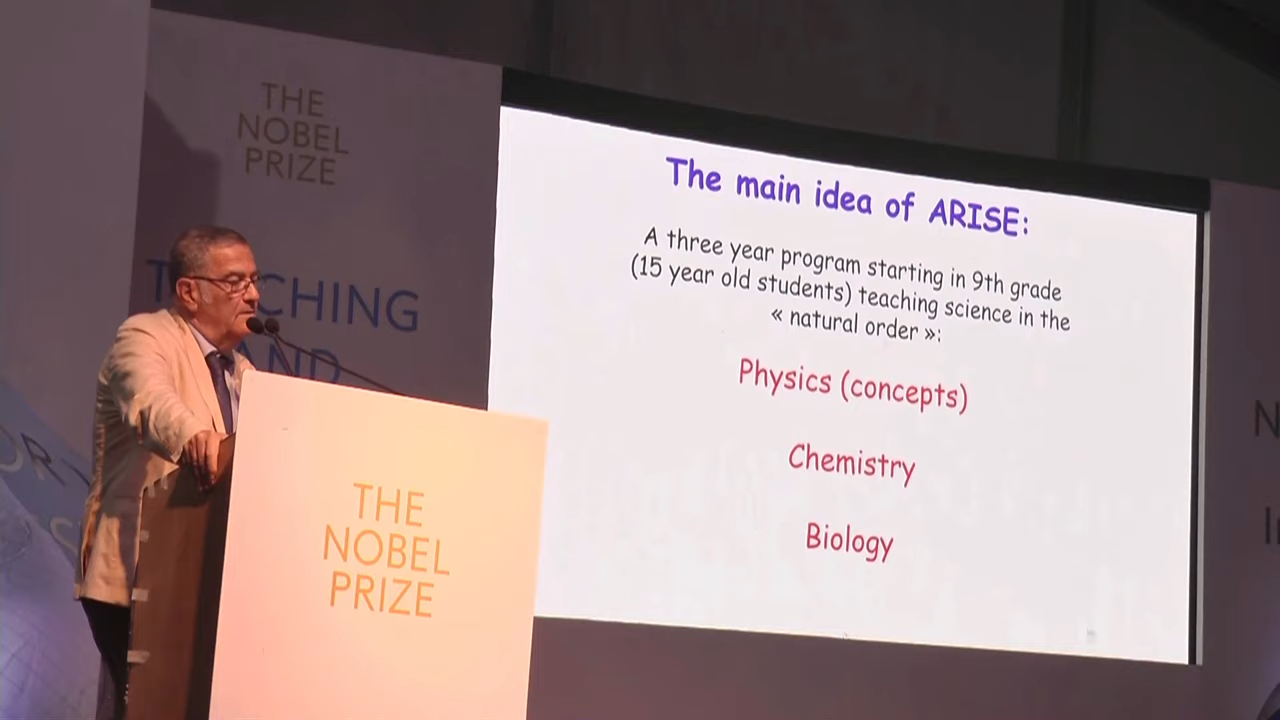 THE
NOBEL
PRIZE
The main idea of ARISE:
A three year program starting in 9th grade
(15 year old students) teaching science in the
« natural order »:
Physics (concepts)
Chemistry
Biology
THE
NOBEL
PRIZE